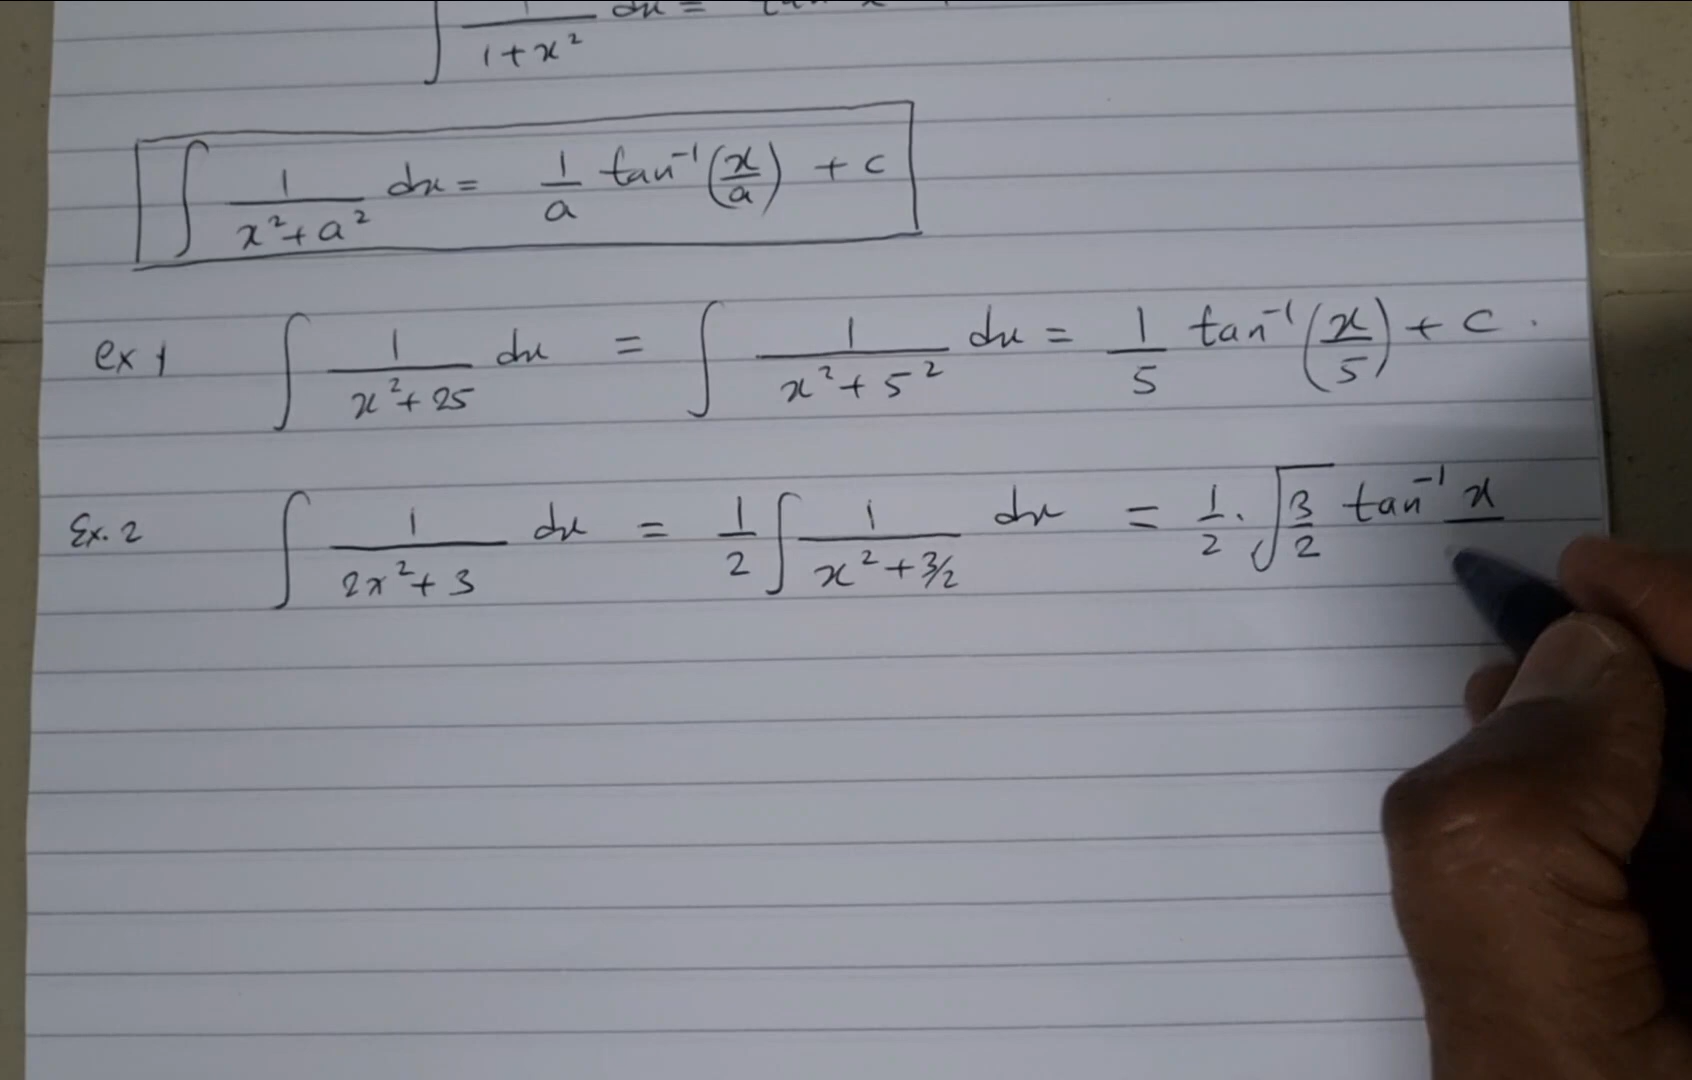 ∫ 1/(1+x²) dx =
∫ 1/(x²+a²) dx = 1/a tan⁻¹(x/a) + c
ex 1 ∫ 1/(x²+25) dx = ∫ 1/(x²+5²) dx = 1/5 tan⁻¹(x/5) + c.
Ex. 2 ∫ 1/(2x²+3) dx = 1/2 ∫ 1/(x²+3/2) dx = 1/2 . √(3/2) tan⁻¹ x